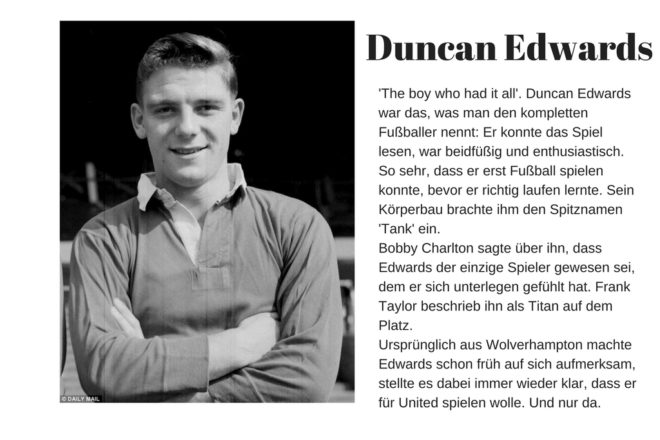 Duncan Edwards
'The boy who had it all'. Duncan Edwards
war das, was man den kompletten
Fußballer nennt: Er konnte das Spiel
lesen, war beidfüßig und enthusiastisch.
So sehr, dass er erst Fußball spielen
konnte, bevor er richtig laufen lernte. Sein
Körperbau brachte ihm den Spitznamen
'Tank' ein.
Bobby Charlton sagte über ihn, dass
Edwards der einzige Spieler gewesen sei,
dem er sich unterlegen gefühlt hat. Frank
Taylor beschrieb ihn als Titan auf dem
Platz.
Ursprünglich aus Wolverhampton machte
Edwards schon früh auf sich aufmerksam,
stellte es dabei immer wieder klar, dass er
für United spielen wolle. Und nur da.
© DAILY MAIL